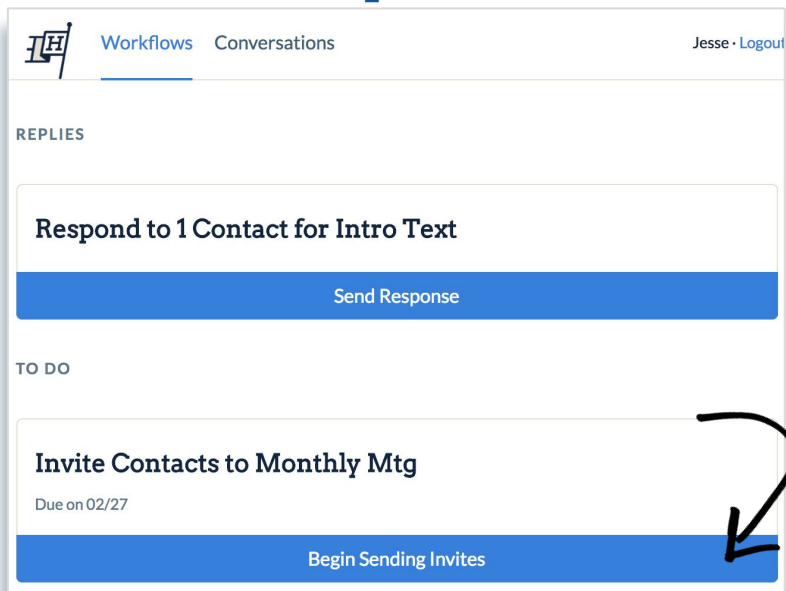 H
Workflows Conversations Jesse · Logout
REPLIES
Respond to 1 Contact for Intro Text
Send Response
TO DO
Invite Contacts to Monthly Mtg
Due on 02/27
Begin Sending Invites